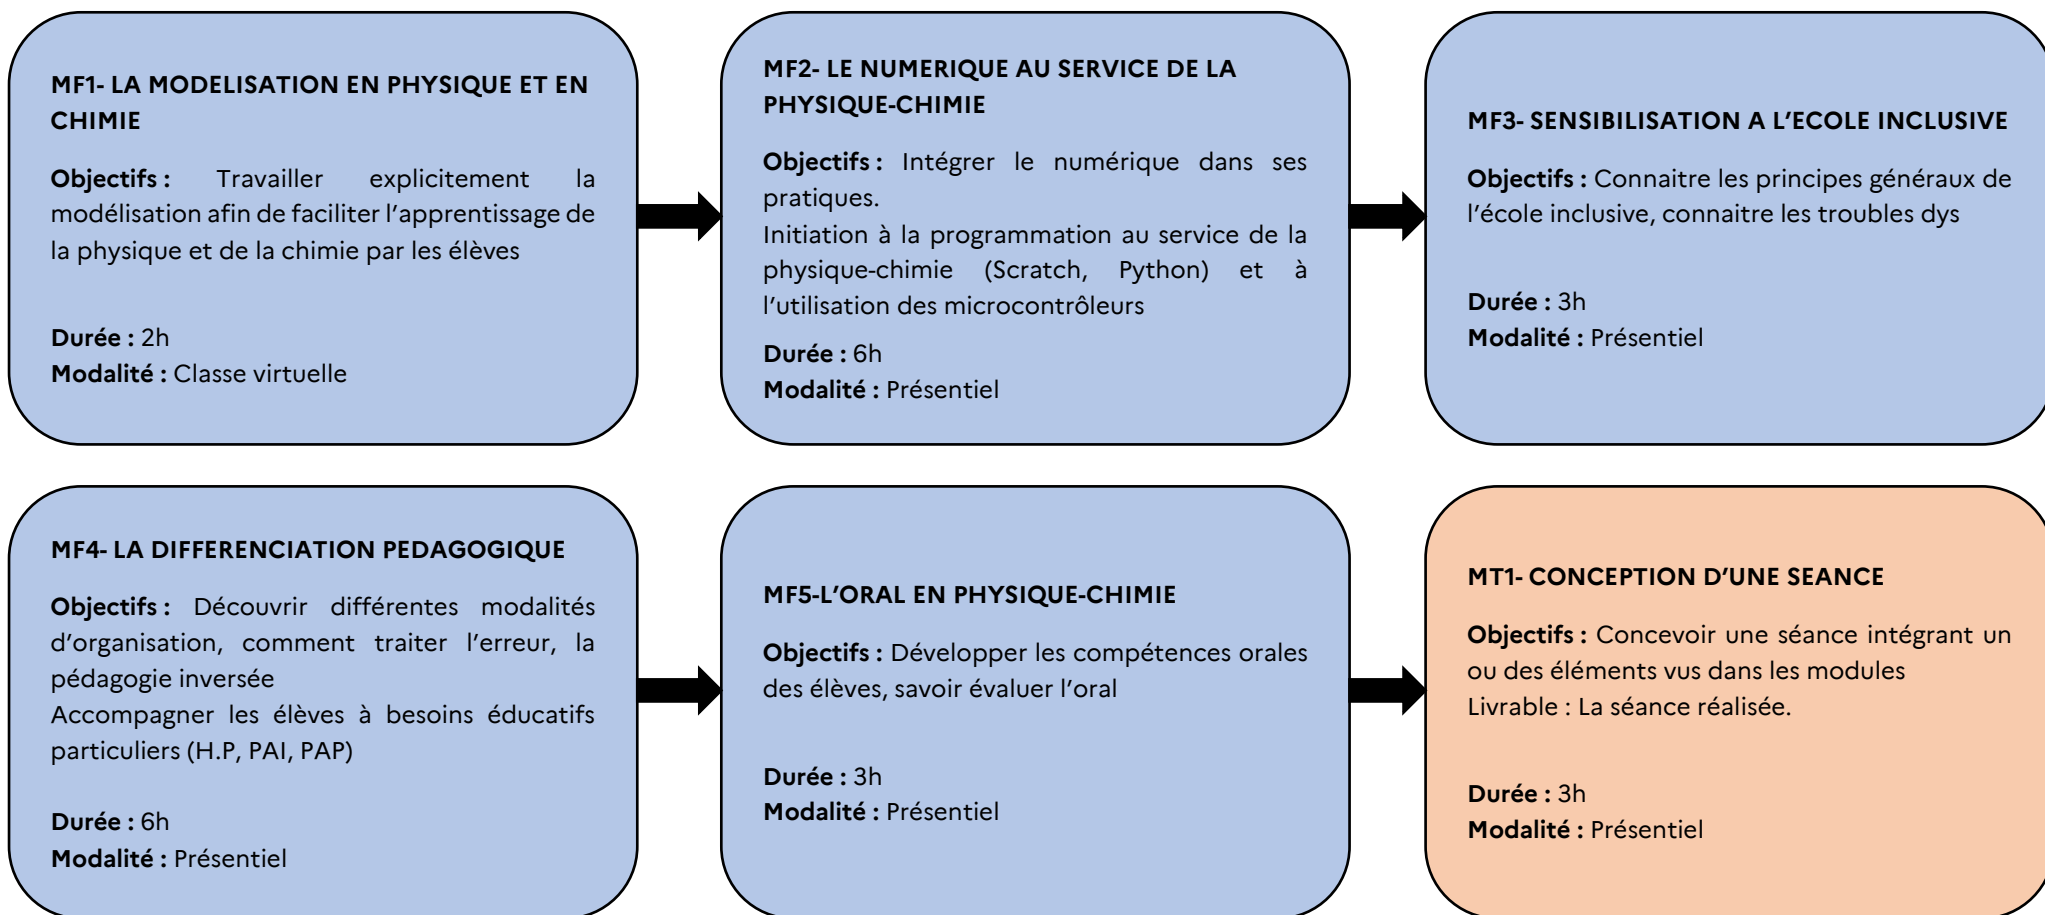 MF1- LA MODELISATION EN PHYSIQUE ET EN
CHIMIE
Objectifs : Travailler explicitement la
modélisation afin de faciliter l’apprentissage de
la physique et de la chimie par les élèves
Durée : 2h
Modalité : Classe virtuelle
MF2- LE NUMERIQUE AU SERVICE DE LA
PHYSIQUE-CHIMIE
Objectifs : Intégrer le numérique dans ses
pratiques.
Initiation à la programmation au service de la
physique-chimie (Scratch, Python) et à
l’utilisation des microcontrôleurs
Durée : 6h
Modalité : Présentiel
MF3- SENSIBILISATION A L’ECOLE INCLUSIVE
Objectifs : Connaitre les principes généraux de
l’école inclusive, connaitre les troubles dys
Durée : 3h
Modalité : Présentiel
MF4- LA DIFFERENCIATION PEDAGOGIQUE
Objectifs : Découvrir différentes modalités
d’organisation, comment traiter l’erreur, la
pédagogie inversée
Accompagner les élèves à besoins éducatifs
particuliers (H.P, PAI, PAP)
Durée : 6h
Modalité : Présentiel
MF5-L’ORAL EN PHYSIQUE-CHIMIE
Objectifs : Développer les compétences orales
des élèves, savoir évaluer l’oral
Durée : 3h
Modalité : Présentiel
MT1- CONCEPTION D’UNE SEANCE
Objectifs : Concevoir une séance intégrant un
ou des éléments vus dans les modules
Livrable : La séance réalisée.
Durée : 3h
Modalité : Présentiel